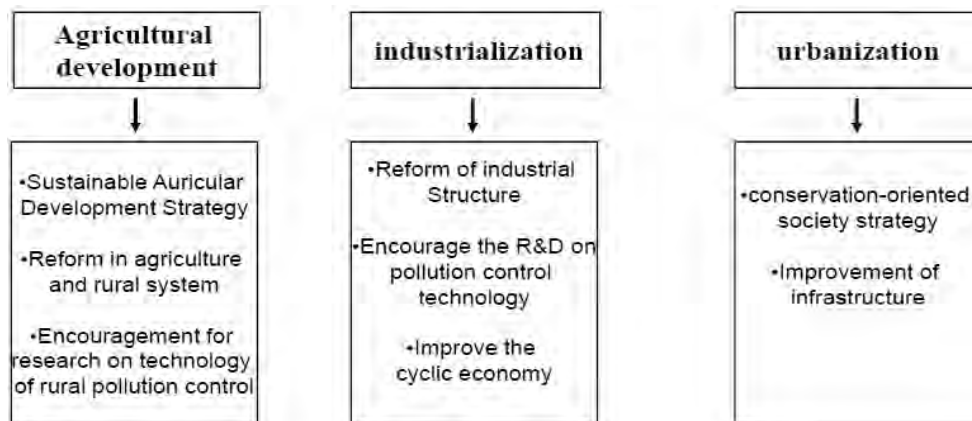 Agricultural
development
•Sustainable Auricular
Development Strategy
•Reform in agriculture
and rural system
•Encouragement for
research on technology
of rural pollution control
industrialization
•Reform of industrial
Structure
•Encourage the R&D on
pollution control
technology
•Improve the
cyclic economy
urbanization
•conservation-oriented
society strategy
•Improvement of
infrastructure